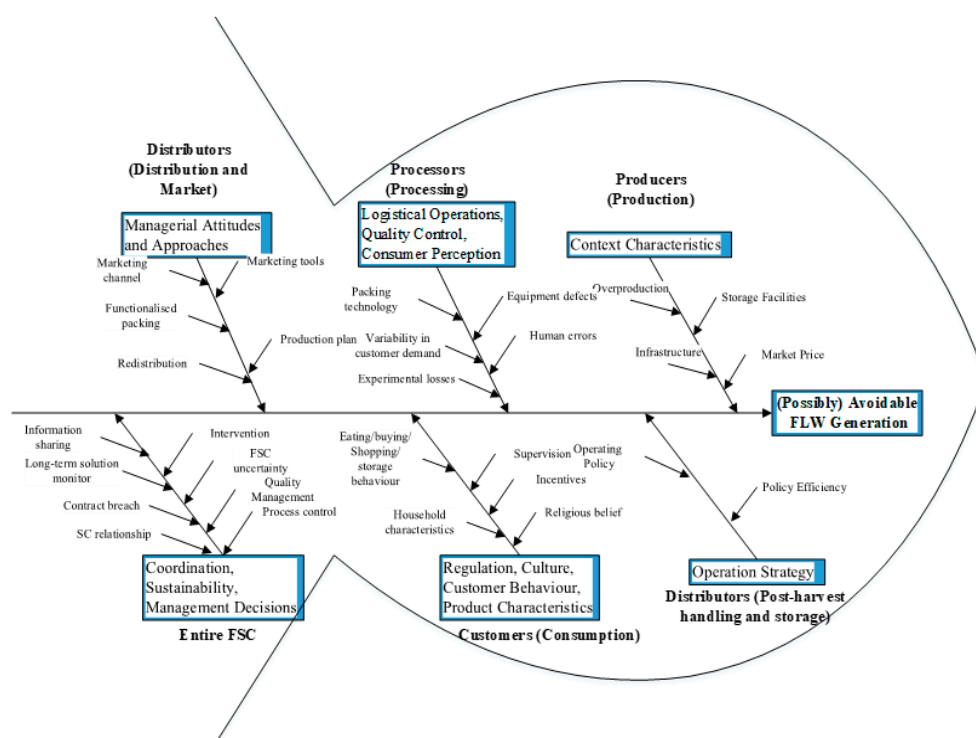 Distributors
(Distribution and
Market)
Managerial Attitudes
and Approaches
Marketing
channel
Marketing tools
Functionalised
packing
Production plan
Redistribution
Processors
(Processing)
Logistical Operations,
Quality Control,
Consumer Perception
Packing
technology
Equipment defects
Variability in
customer demand
Human errors
Experimental losses
Producers
(Production)
Context Characteristics
Overproduction
Storage Facilities
Infrastructure
Market Price
(Possibly) Avoidable
FLW Generation
Information
sharing
Intervention
Long-term solution
monitor
FSC
uncertainty
Quality
Management
Contract breach
Process control
SC relationship
Coordination,
Sustainability,
Management Decisions
Entire FSC
Eating/buying/
Shopping/
storage
behaviour
Supervision
Incentives
Household
characteristics
Religious belief
Regulation, Culture,
Customer Behaviour,
Product Characteristics
Customers (Consumption)
Operating
Policy
Policy Efficiency
Operation Strategy
Distributors (Post-harvest
handling and storage)